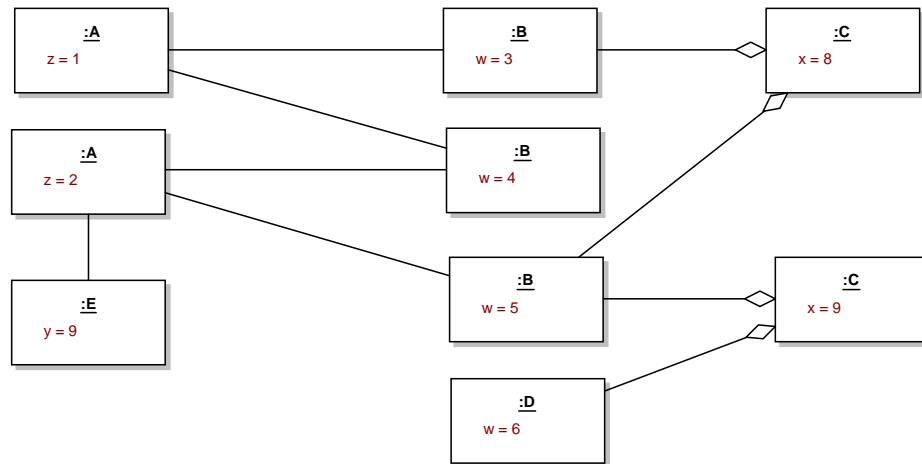 :A
z = 1
:B
w = 3
:C
x = 8
:A
z = 2
:B
w = 4
:E
y = 9
:B
w = 5
:C
x = 9
:D
w = 6